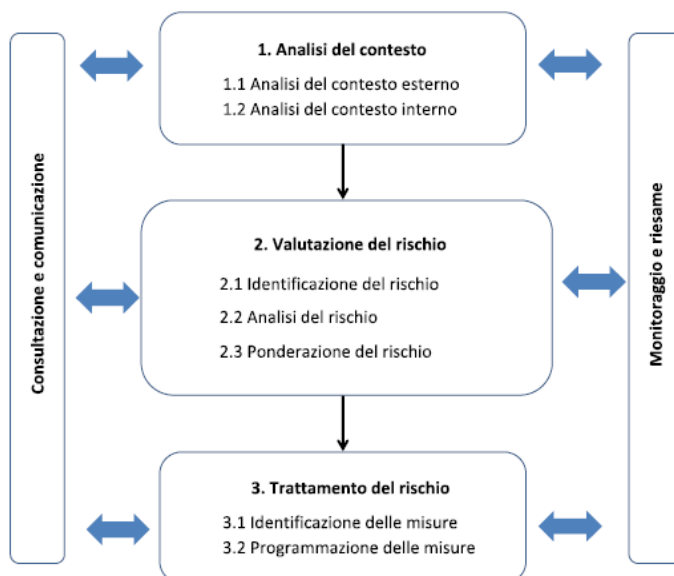 1. Analisi del contesto
1.1 Analisi del contesto esterno
1.2 Analisi del contesto interno
Consultazione e comunicazione
2. Valutazione del rischio
2.1 Identificazione del rischio
2.2 Analisi del rischio
2.3 Ponderazione del rischio
Monitoraggio e riesame
3. Trattamento del rischio
3.1 Identificazione delle misure
3.2 Programmazione delle misure